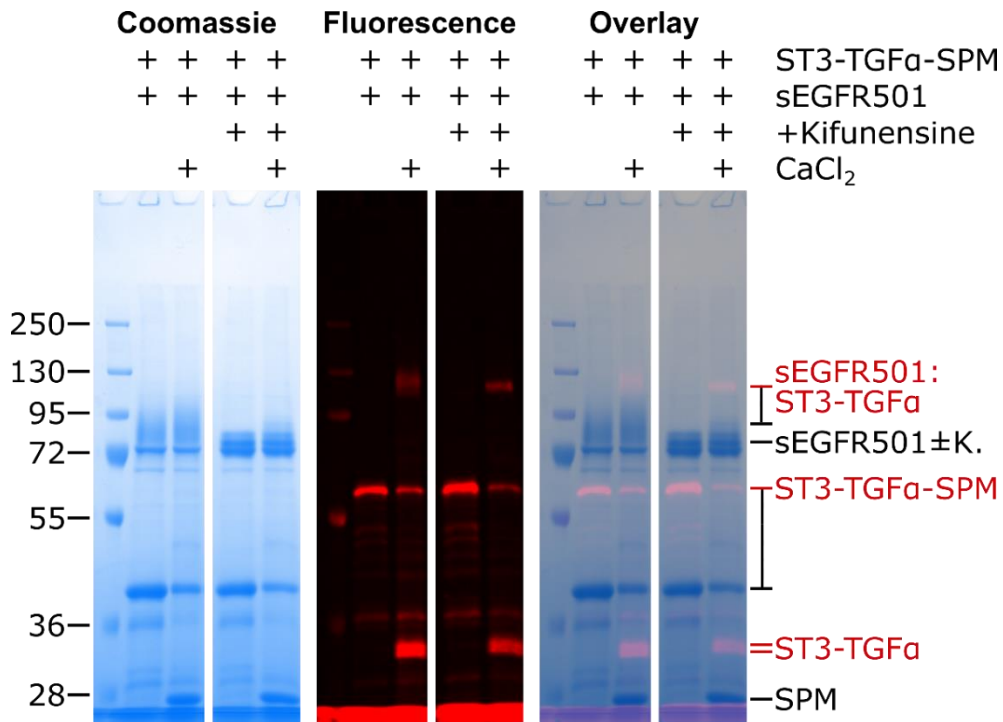 Coomassie Fluorescence Overlay
+ + + + + + + + + + + + ST3-TGFα-SPM
+ + + + + + + + + + + + sEGFR501
+ + + + + + +Kifunensine
+ + + + + + CaCl₂
250
130
95
72
55
36
28
sEGFR501:
ST3-TGFα
sEGFR501±K.
ST3-TGFα-SPM
ST3-TGFα
SPM